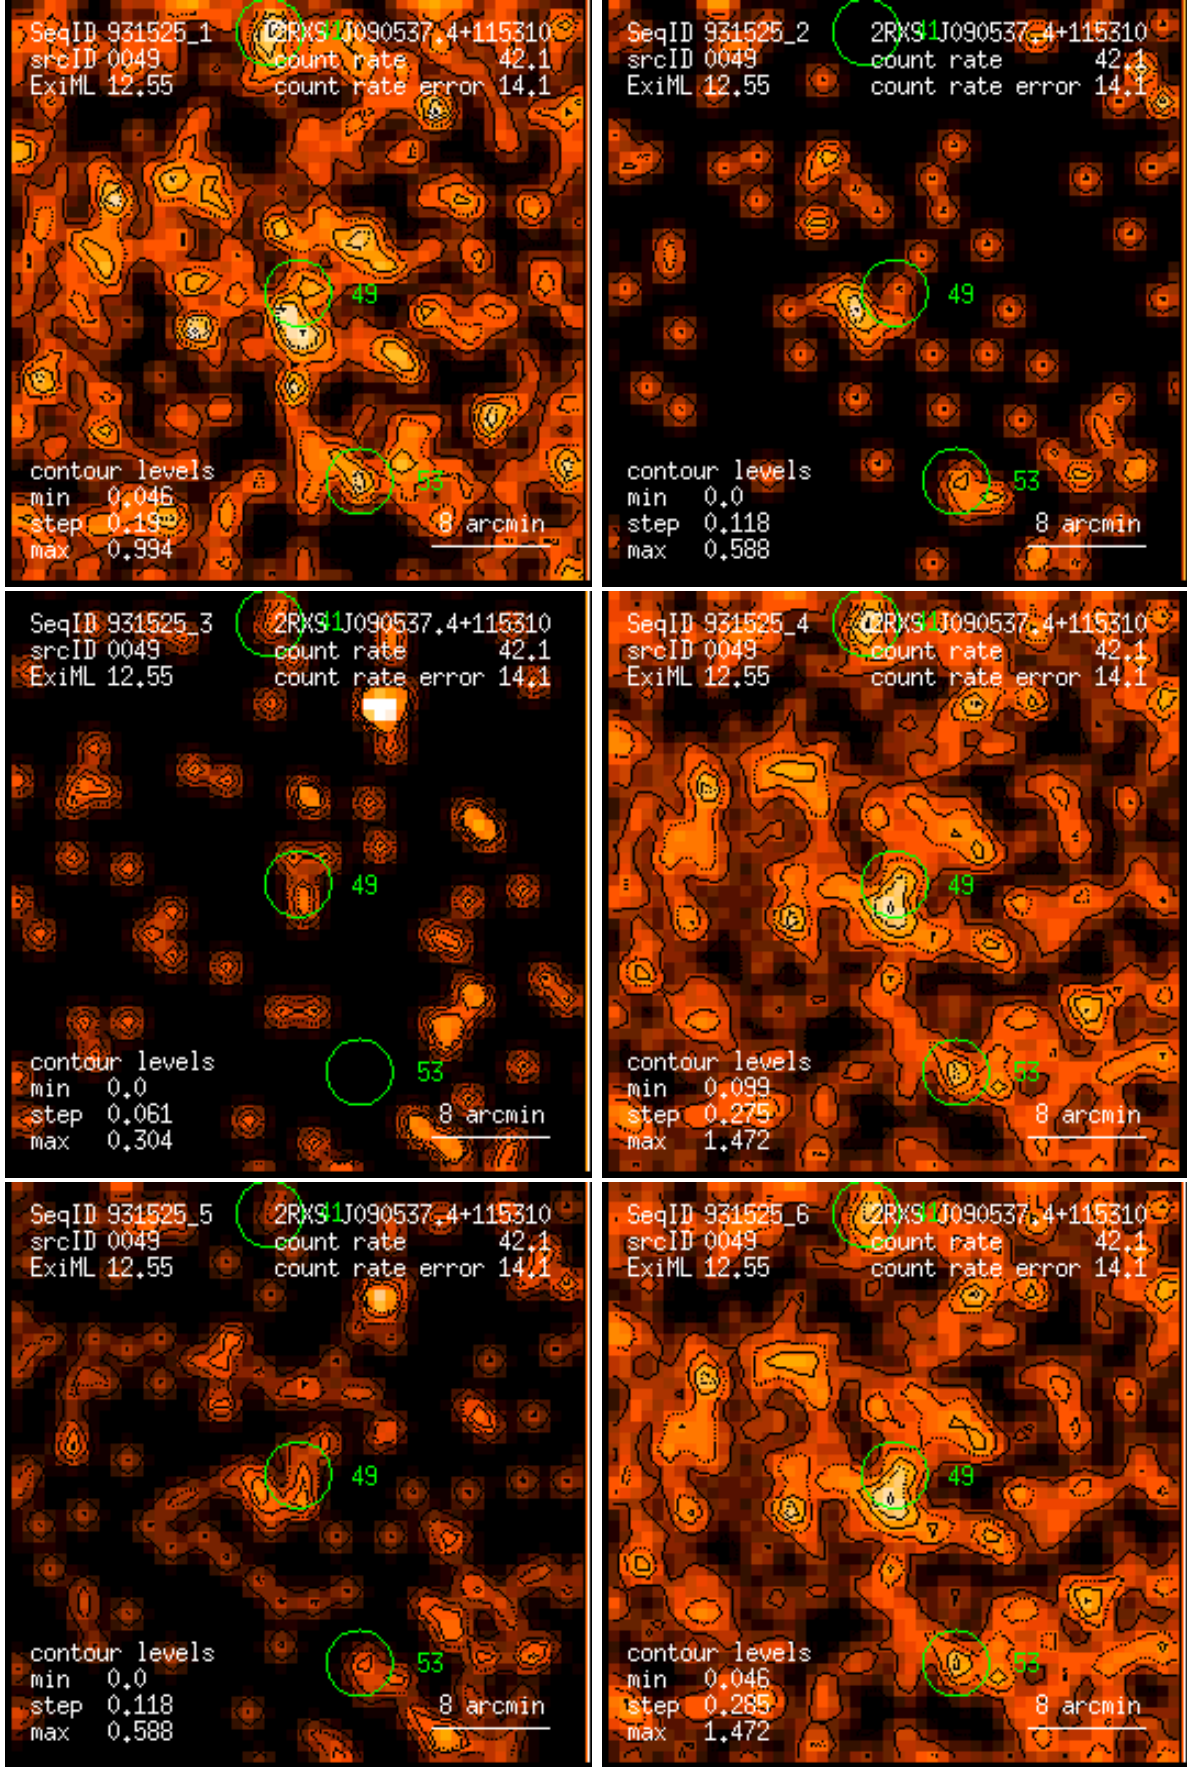 SeqID 931525_1 2RXS J090537.4+115310
41
srcID 0049 count rate 42.1
ExiML 12.55 count rate error 14.1
49
contour levels
min 0.046
53
step 0.19
8 arcmin
max 0.994
SeqID 931525_2 2RXS J090537.4+115310
41
srcID 0049 count rate 42.1
ExiML 12.55 count rate error 14.1
49
contour levels
min 0.0
53
step 0.118
8 arcmin
max 0.588
SeqID 931525_3 2RXS J090537.4+115310
41
srcID 0049 count rate 42.1
ExiML 12.55 count rate error 14.1
49
contour levels
min 0.0
53
step 0.061
8 arcmin
max 0.304
SeqID 931525_4 2RXS J090537.4+115310
41
srcID 0049 count rate 42.1
ExiML 12.55 count rate error 14.1
49
contour levels
min 0.099
53
step 0.275
8 arcmin
max 1.472
SeqID 931525_5 2RXS J090537.4+115310
41
srcID 0049 count rate 42.1
ExiML 12.55 count rate error 14.1
49
contour levels
min 0.0
53
step 0.118
8 arcmin
max 0.588
SeqID 931525_6 2RXS J090537.4+115310
41
srcID 0049 count rate 42.1
ExiML 12.55 count rate error 14.1
49
contour levels
min 0.046
53
step 0.285
8 arcmin
max 1.472